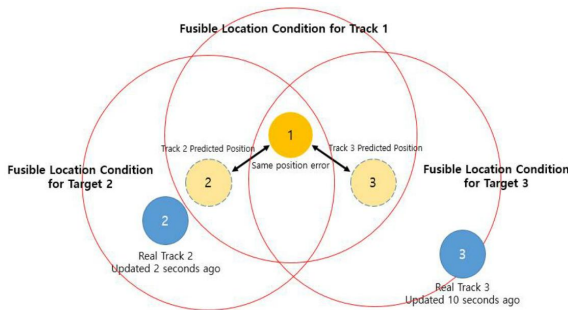 Fusible Location Condition for Track 1
1
Track 2 Predicted Position
Track 3 Predicted Position
Same position error
Fusible Location Condition
for Target 2
Fusible Location Condition
for Target 3
2
3
2
3
Real Track 2
Updated 2 seconds ago
Real Track 3
Updated 10 seconds ago